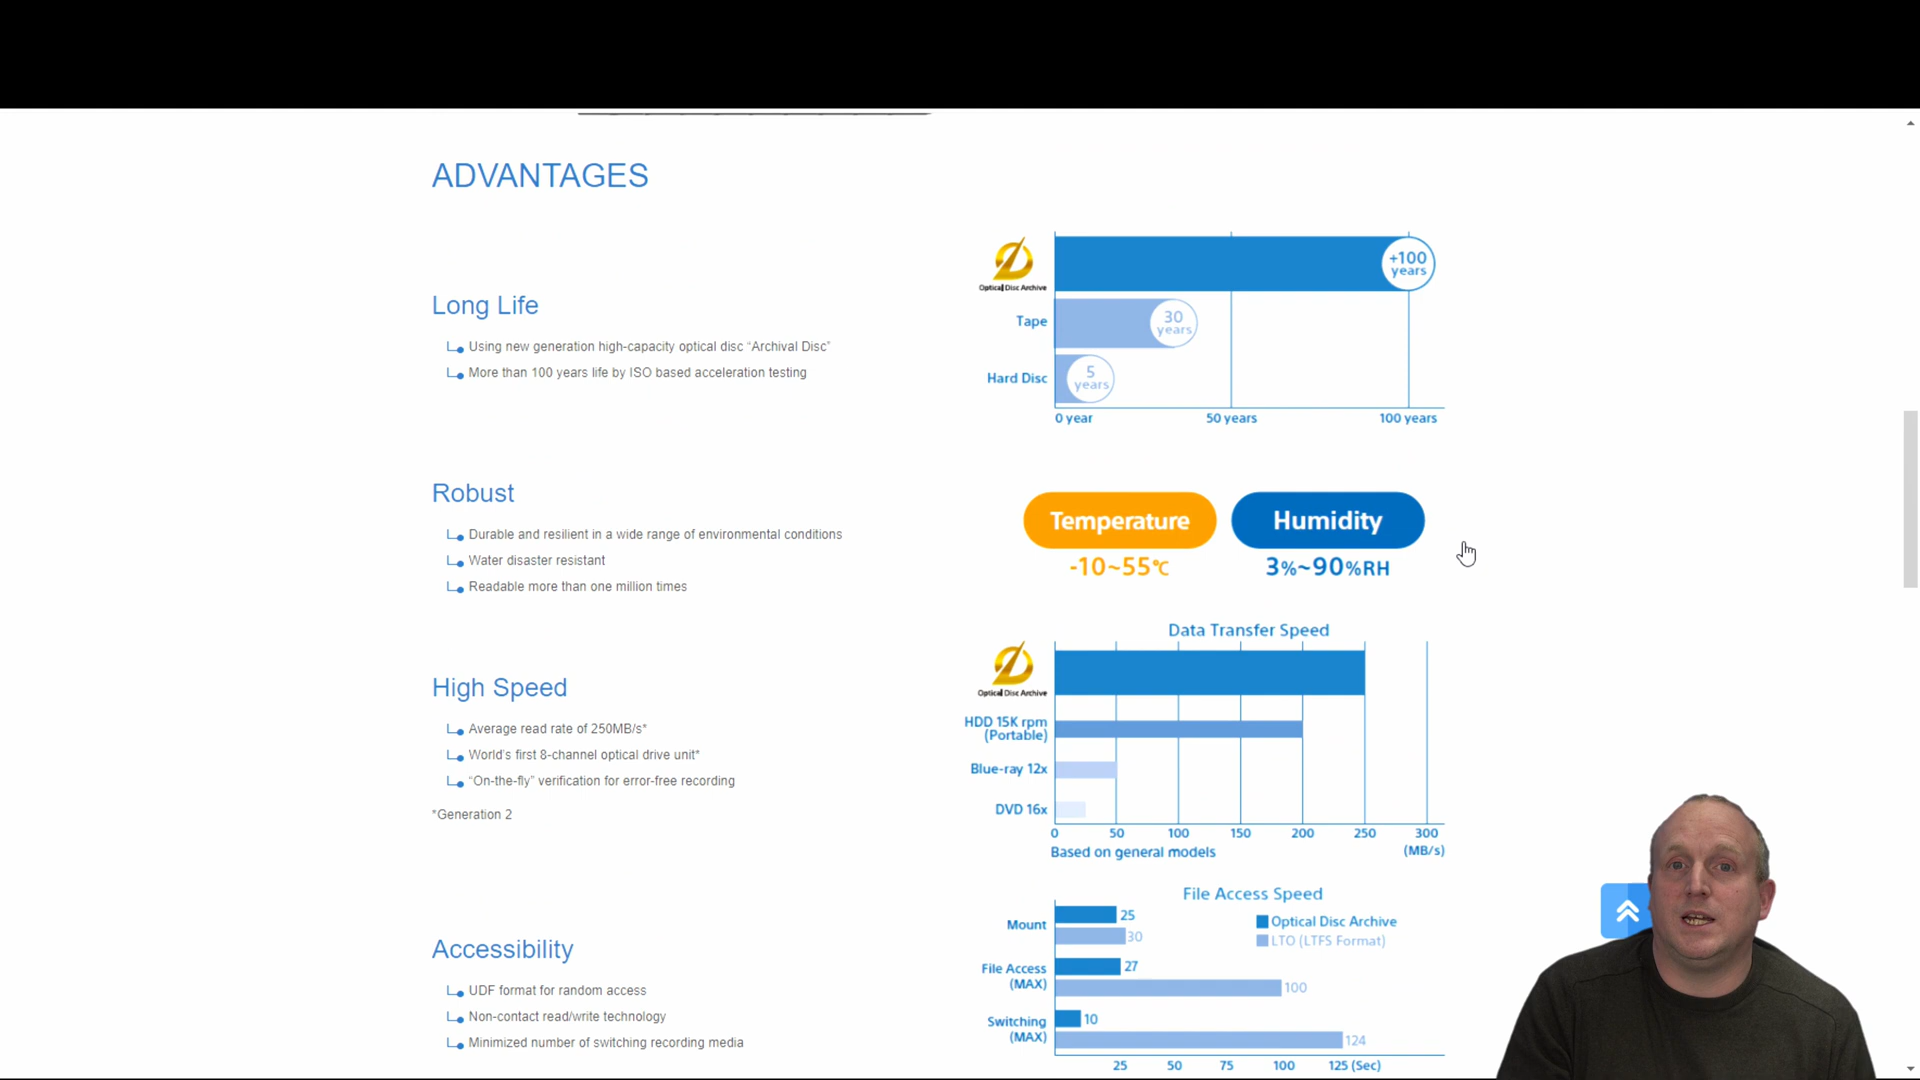 ADVANTAGES
Long Life
Using new generation high-capacity optical disc “Archival Disc”
More than 100 years life by ISO based acceleration testing
Optical Disc Archive
+100
years
Tape
30
years
Hard Disc
5
years
0 year
50 years
100 years
Robust
Durable and resilient in a wide range of environmental conditions
Water disaster resistant
Readable more than one million times
Temperature
-10~55℃
Humidity
3%~90%RH
High Speed
Average read rate of 250MB/s*
World's first 8-channel optical drive unit*
“On-the-fly” verification for error-free recording
*Generation 2
Data Transfer Speed
Optical Disc Archive
HDD 15K rpm
(Portable)
Blue-ray 12x
DVD 16x
0 50 100 150 200 250 300
Based on general models
(MB/s)
Accessibility
UDF format for random access
Non-contact read/write technology
Minimized number of switching recording media
File Access Speed
Optical Disc Archive
LTO (LTFS Format)
Mount
25
30
File Access
(MAX)
27
100
Switching
(MAX)
10
124
25 50 75 100 125 (Sec)